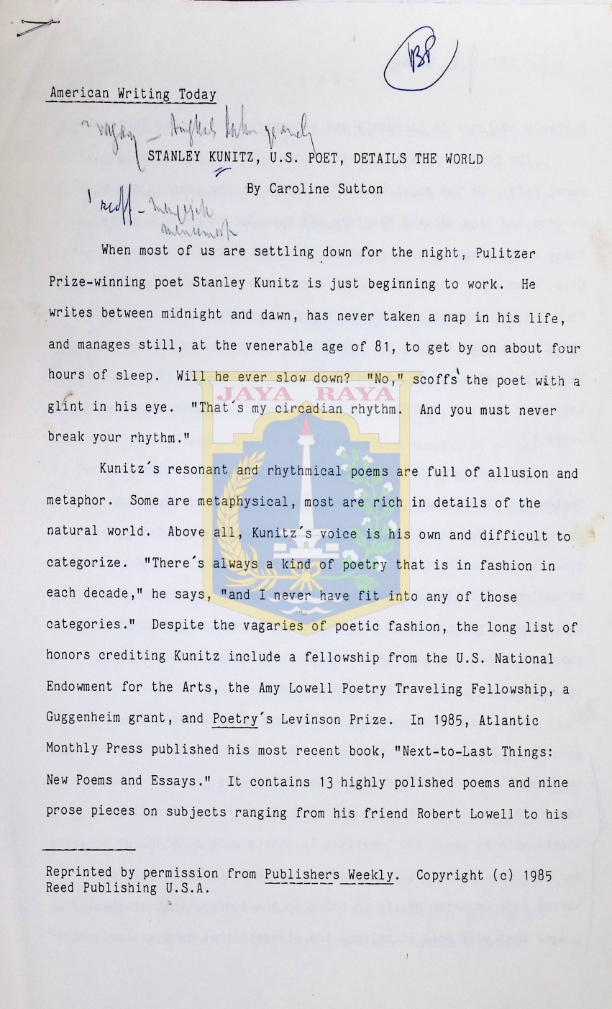 BP
American Writing Today
vagary -
STANLEY KUNITZ, U.S. POET, DETAILS THE WORLD
By Caroline Sutton
scoff - mengejek
mencemooh
When most of us are settling down for the night, Pulitzer
Prize-winning poet Stanley Kunitz is just beginning to work. He
writes between midnight and dawn, has never taken a nap in his life,
and manages still, at the venerable age of 81, to get by on about four
hours of sleep. Will he ever slow down? "No," scoffs the poet with a
glint in his eye. "That's my circadian rhythm. And you must never
break your rhythm."
JAYA RAYA
Kunitz's resonant and rhythmical poems are full of allusion and
metaphor. Some are metaphysical, most are rich in details of the
natural world. Above all, Kunitz's voice is his own and difficult to
categorize. "There's always a kind of poetry that is in fashion in
each decade," he says, "and I never have fit into any of those
categories." Despite the vagaries of poetic fashion, the long list of
honors crediting Kunitz include a fellowship from the U.S. National
Endowment for the Arts, the Amy Lowell Poetry Traveling Fellowship, a
Guggenheim grant, and Poetry's Levinson Prize. In 1985, Atlantic
Monthly Press published his most recent book, "Next-to-Last Things:
New Poems and Essays." It contains 13 highly polished poems and nine
prose pieces on subjects ranging from his friend Robert Lowell to his
Reprinted by permission from Publishers Weekly. Copyright (c) 1985
Reed Publishing U.S.A.